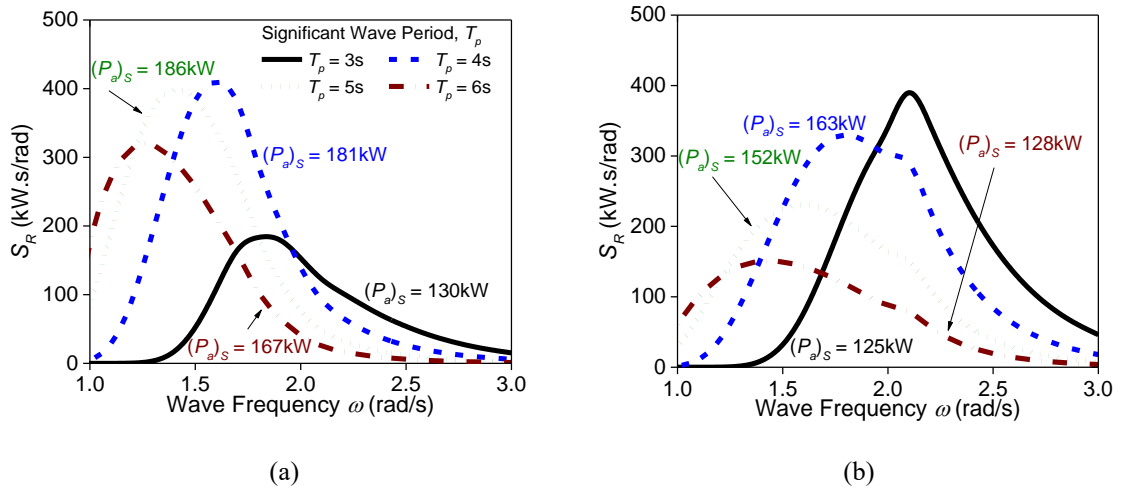 500
400
300
200
100
0
S_R (kW.s/rad)
Significant Wave Period, T_p
T_p = 3s T_p = 4s
T_p = 5s T_p = 6s
(P_a)_S = 186kW
(P_a)_S = 181kW
(P_a)_S = 130kW
(P_a)_S = 167kW
1.0 1.5 2.0 2.5 3.0
Wave Frequency ω (rad/s)
(a)
500
400
300
200
100
0
S_R (kW.s/rad)
(P_a)_S = 163kW
(P_a)_S = 128kW
(P_a)_S = 152kW
(P_a)_S = 125kW
1.0 1.5 2.0 2.5 3.0
Wave Frequency ω (rad/s)
(b)